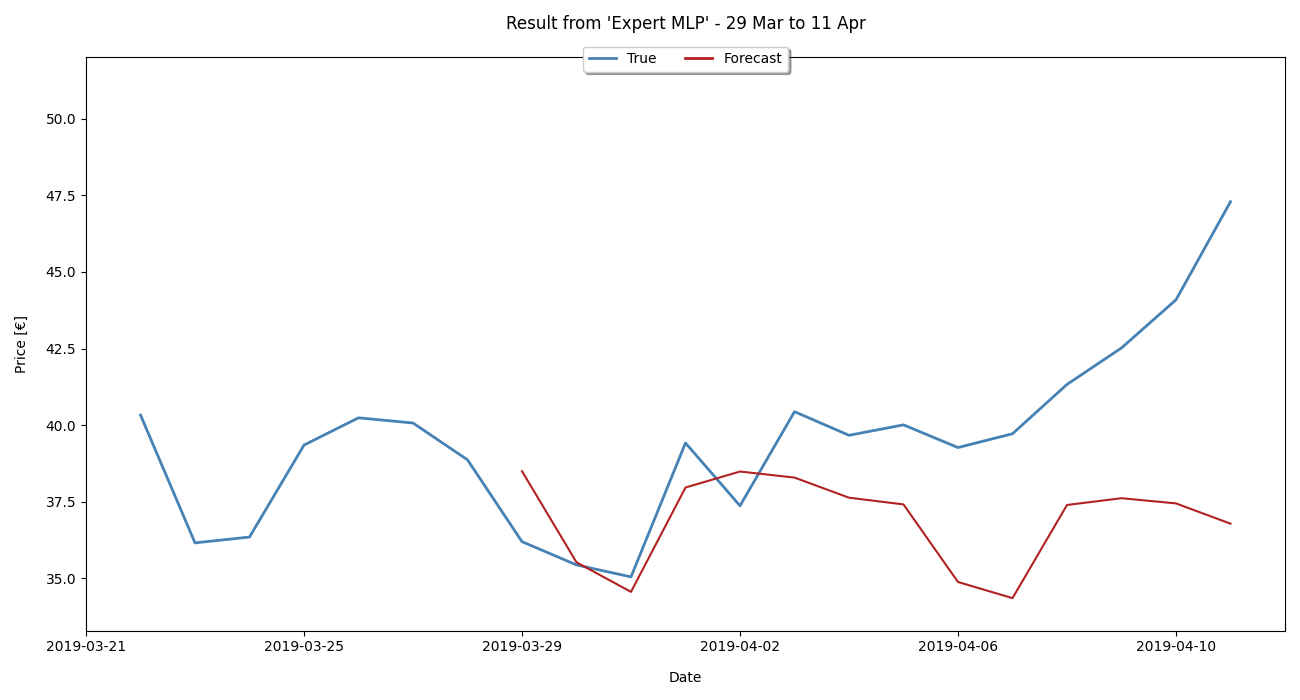 Result from 'Expert MLP' - 29 Mar to 11 Apr
True Forecast
50.0
47.5
45.0
42.5
40.0
37.5
35.0
Price [€]
2019-03-21 2019-03-25 2019-03-29 2019-04-02 2019-04-06 2019-04-10
Date